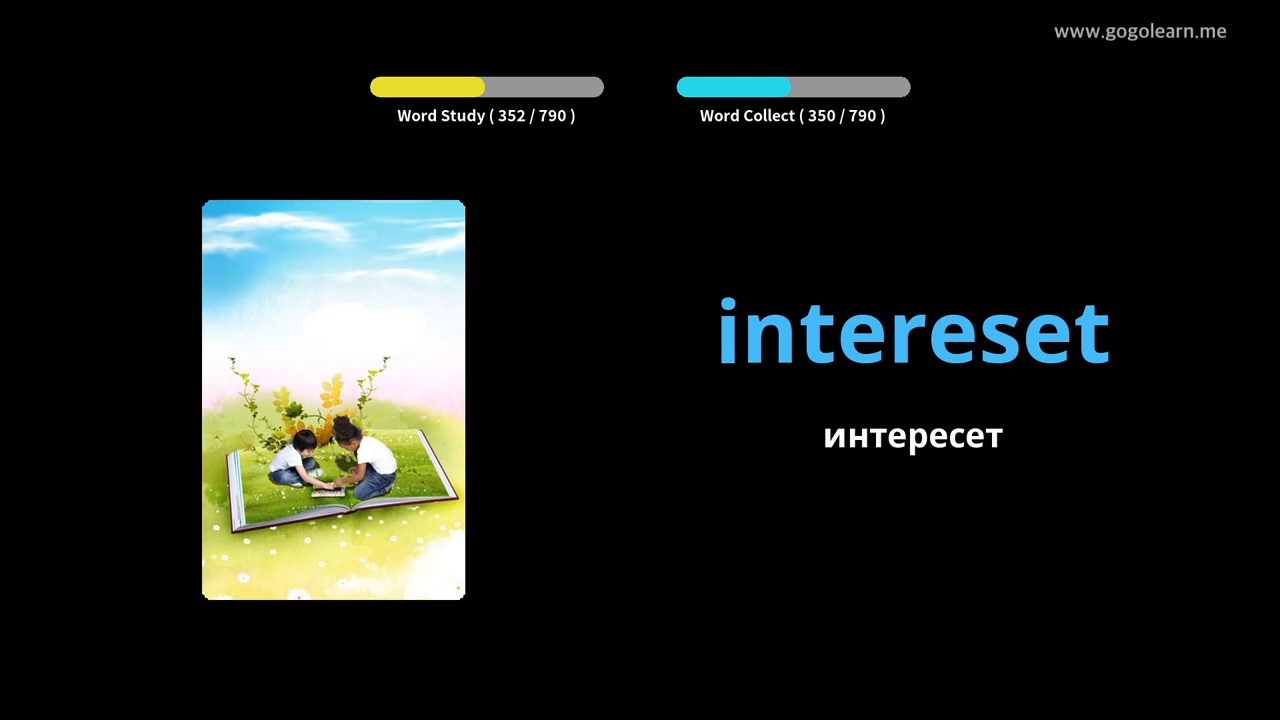 www.gogolearn.me
Word Study ( 352 / 790 )
Word Collect ( 350 / 790 )
intereset
интересет